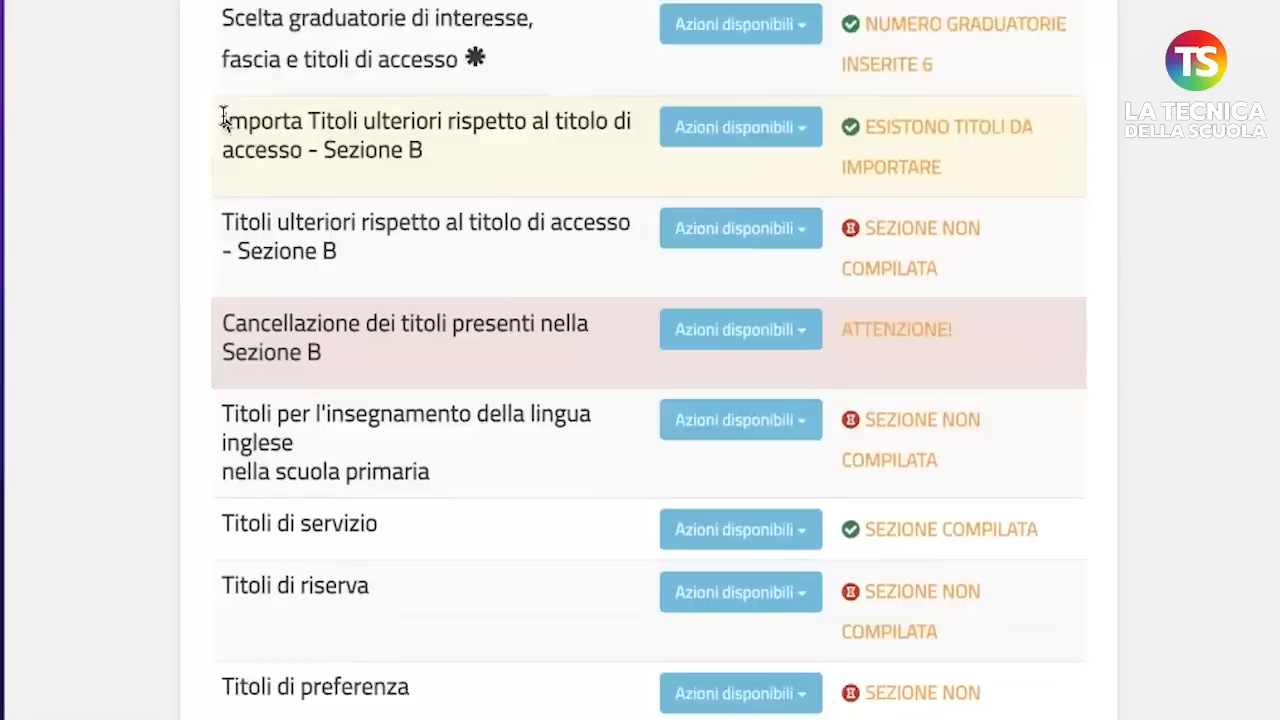 Scelta graduatorie di interesse,
fascia e titoli di accesso ✱
Azioni disponibili
NUMERO GRADUATORIE
INSERITE 6
TS
LA TECNICA
DELLA SCUOLA
Importa Titoli ulteriori rispetto al titolo di
accesso - Sezione B
Azioni disponibili
ESISTONO TITOLI DA
IMPORTARE
Titoli ulteriori rispetto al titolo di accesso
- Sezione B
Azioni disponibili
SEZIONE NON
COMPILATA
Cancellazione dei titoli presenti nella
Sezione B
Azioni disponibili
ATTENZIONE!
Titoli per l'insegnamento della lingua
inglese
nella scuola primaria
Azioni disponibili
SEZIONE NON
COMPILATA
Titoli di servizio
Azioni disponibili
SEZIONE COMPILATA
Titoli di riserva
Azioni disponibili
SEZIONE NON
COMPILATA
Titoli di preferenza
Azioni disponibili
SEZIONE NON